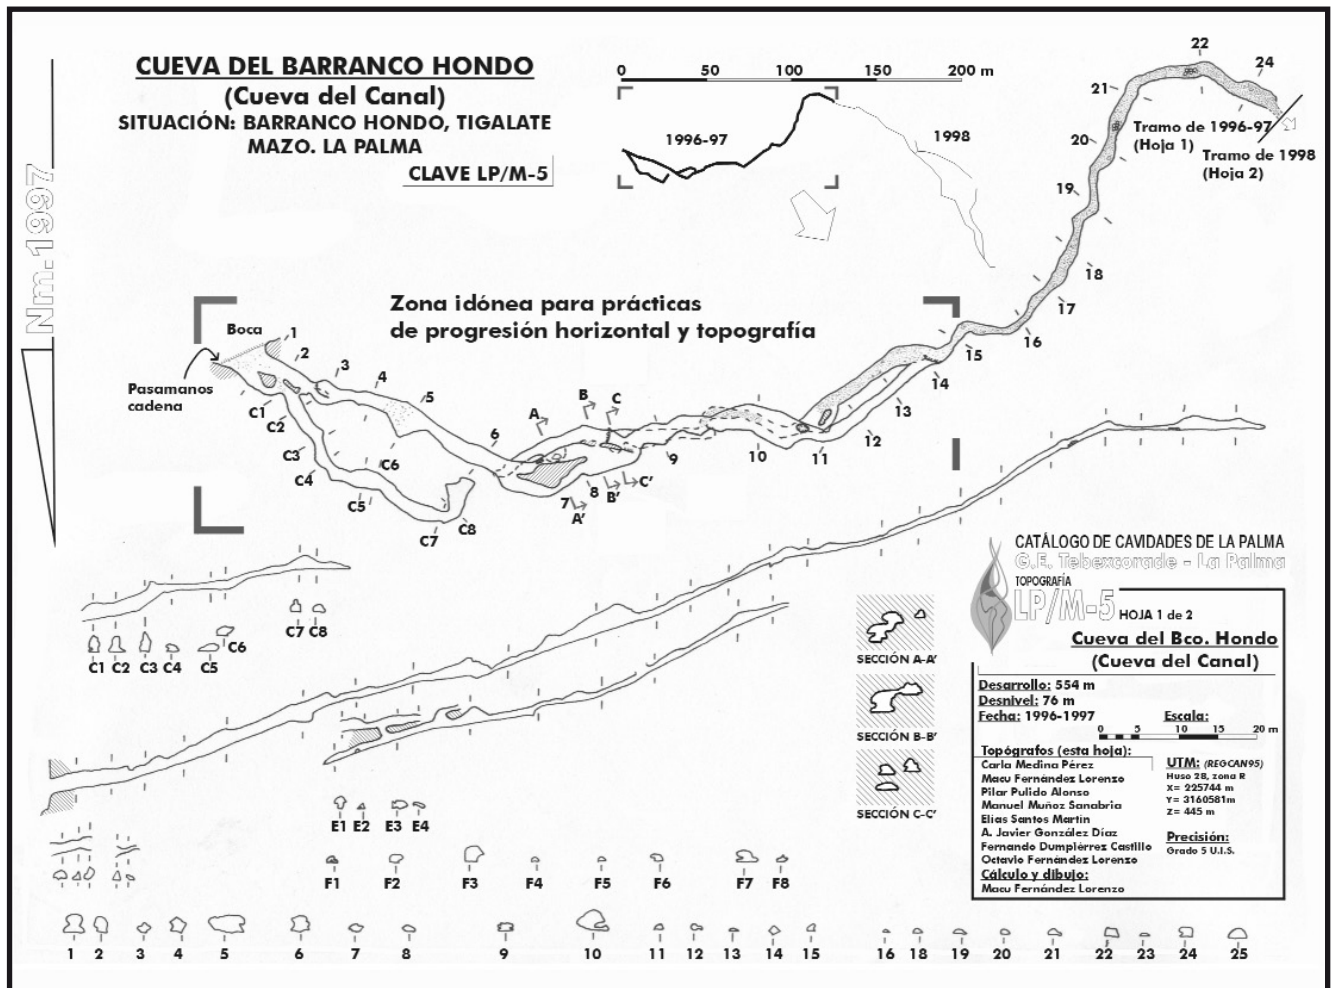 CUEVA DEL BARRANCO HONDO
(Cueva del Canal)
SITUACIÓN: BARRANCO HONDO, TIGALATE
MAZO. LA PALMA
CLAVE LP/M-5
Nm.1997
0 50 100 150 200 m
1996-97
1998
22
24
21
20
19
18
17
16
15
14
13
12
11
10
9
Tramo de 1996-97
(Hoja 1)
Tramo de 1998
(Hoja 2)
Zona idónea para prácticas
de progresión horizontal y topografía
Boca
Pasamanos
cadena
1
2
3
4
5
6
7
8
A
B
C
A'
B'
C'
C1
C2
C3
C4
C5
C6
C7
C8
C1 C2 C3 C4 C5 C6 C7 C8
SECCIÓN A-A'
SECCIÓN B-B'
SECCIÓN C-C'
CATÁLOGO DE CAVIDADES DE LA PALMA
G.E. Tebexcorade - La Palma
TOPOGRAFÍA
LP/M-5 HOJA 1 de 2
Cueva del Bco. Hondo
(Cueva del Canal)
Desarrollo: 554 m
Desnivel: 76 m
Fecha: 1996-1997
Escala:
0 5 10 15 20 m
Topógrafos (esta hoja):
Carla Medina Pérez
Macu Fernández Lorenzo
Pilar Pulido Alonso
Manuel Muñoz Sanabria
Elías Santos Martín
A. Javier González Díaz
Fernando Dumpiérrez Castillo
Octavio Fernández Lorenzo
Cálculo y dibujo:
Macu Fernández Lorenzo
UTM: (REGCAN95)
Huso 28, zona R
X= 225744 m
Y= 3160581m
Z= 445 m
Precisión:
Grado 5 U.I.S.
E1 E2 E3 E4
F1 F2 F3 F4 F5 F6 F7 F8
1 2 3 4 5 6 7 8 9 10 11 12 13 14 15 16 18 19 20 21 22 23 24 25